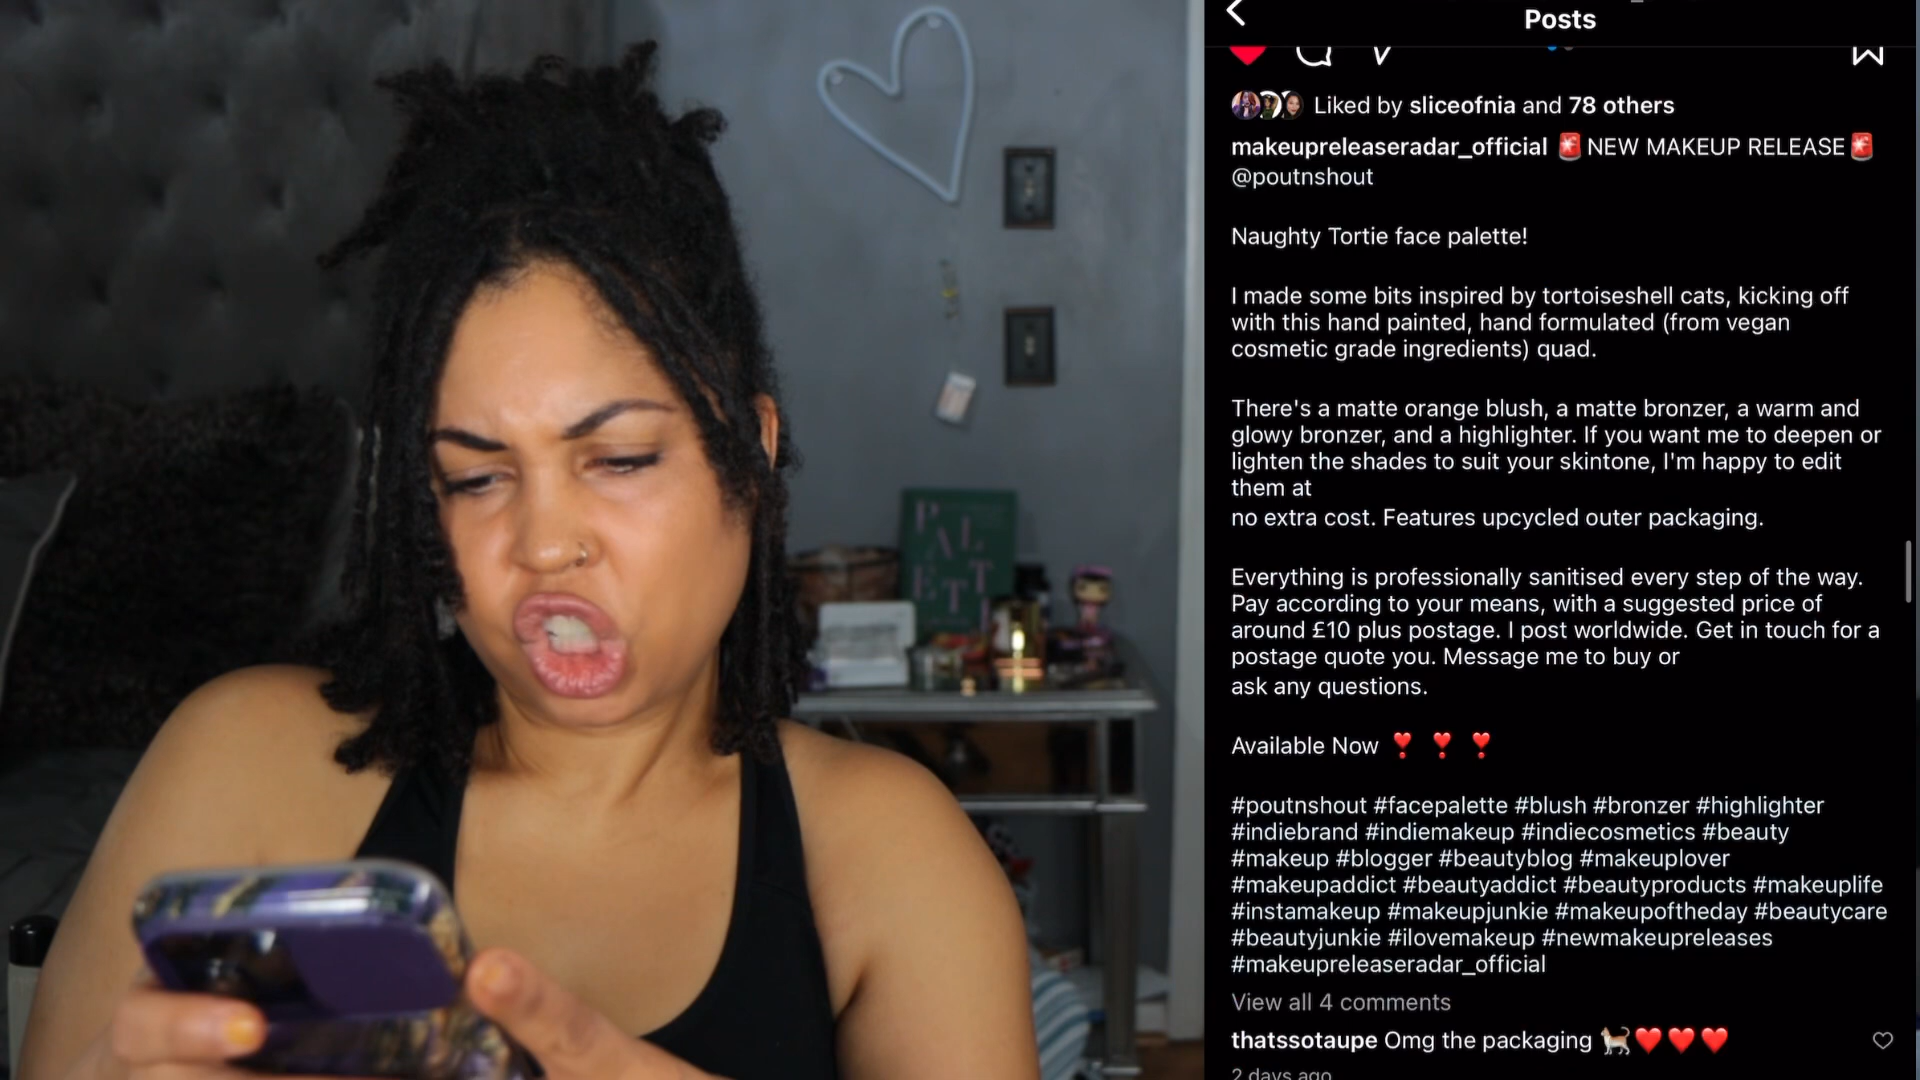 Posts
Liked by sliceofnia and 78 others
makeupreleaseradar_official 🚨NEW MAKEUP RELEASE🚨
@poutnshout
Naughty Tortie face palette!
I made some bits inspired by tortoiseshell cats, kicking off
with this hand painted, hand formulated (from vegan
cosmetic grade ingredients) quad.
There's a matte orange blush, a matte bronzer, a warm and
glowy bronzer, and a highlighter. If you want me to deepen or
lighten the shades to suit your skintone, I'm happy to edit
them at
no extra cost. Features upcycled outer packaging.
Everything is professionally sanitised every step of the way.
Pay according to your means, with a suggested price of
around £10 plus postage. I post worldwide. Get in touch for a
postage quote you. Message me to buy or
ask any questions.
Available Now ❣️ ❣️ ❣️
#poutnshout #facepalette #blush #bronzer #highlighter
#indiebrand #indiemakeup #indiecosmetics #beauty
#makeup #blogger #beautyblog #makeuplover
#makeupaddict #beautyaddict #beautyproducts #makeuplife
#instamakeup #makeupjunkie #makeupoftheday #beautycare
#beautyjunkie #ilovemakeup #newmakeupreleases
#makeupreleaseradar_official
View all 4 comments
thatssotaupe Omg the packaging 🐈❤️❤️❤️
2 days ago
PALETTE